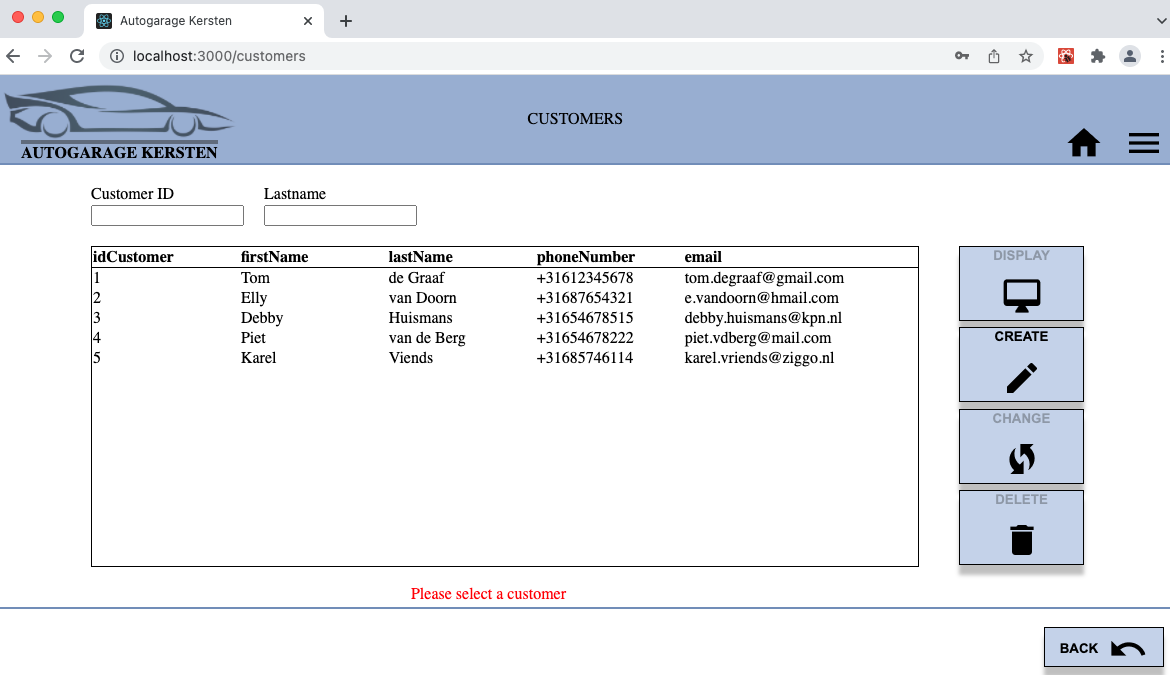 Autogarage Kersten
localhost:3000/customers
CUSTOMERS
AUTOGARAGE KERSTEN
Customer ID Lastname
idCustomer firstName lastName phoneNumber email
1 Tom de Graaf +31612345678 tom.degraaf@gmail.com
2 Elly van Doorn +31687654321 e.vandoorn@hmail.com
3 Debby Huismans +31654678515 debby.huismans@kpn.nl
4 Piet van de Berg +31654678222 piet.vdberg@mail.com
5 Karel Viends +31685746114 karel.vriends@ziggo.nl
DISPLAY
CREATE
CHANGE
DELETE
Please select a customer
BACK